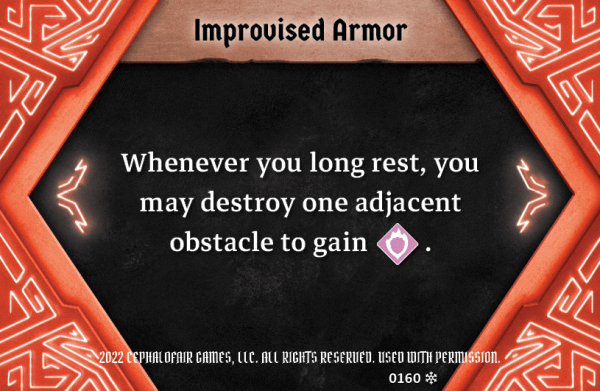 Improvised Armor
Whenever you long rest, you
may destroy one adjacent
obstacle to gain .
2022 CEPHALOFAIR GAMES, LLC. ALL RIGHTS RESERVED. USED WITH PERMISSION.
0160